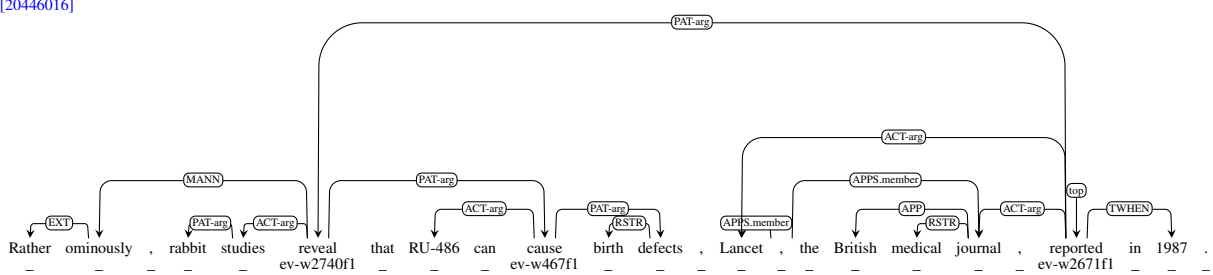 [20446016]
PAT-arg
ACT-arg
MANN PAT-arg APPS.member top
EXT PAT-arg ACT-arg ACT-arg PAT-arg RSTR APPS.member APP RSTR ACT-arg TWHEN
Rather ominously , rabbit studies reveal that RU-486 can cause birth defects , Lancet , the British medical journal , reported in 1987 .
_ _ _ _ _ ev-w2740f1 _ _ _ ev-w467f1 _ _ _ _ _ _ _ _ _ _ ev-w2671f1 _ _ _